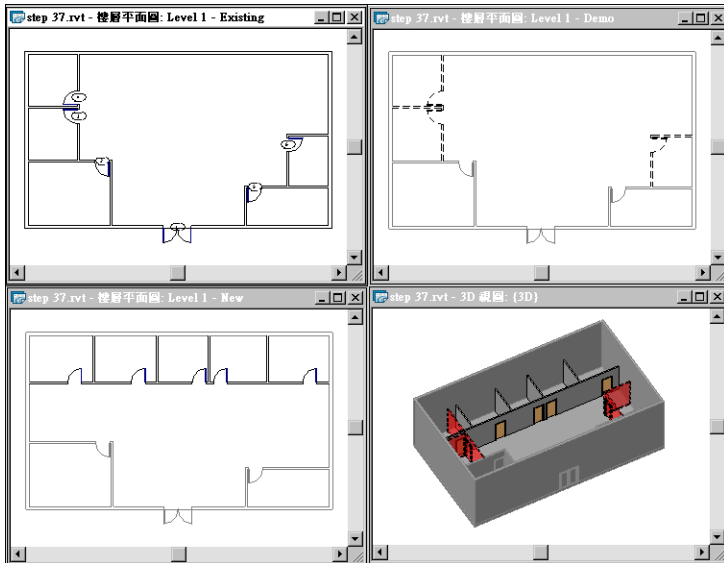 step 37.rvt - 樓層平面圖: Level 1 - Existing
step 37.rvt - 樓層平面圖: Level 1 - Demo
step 37.rvt - 樓層平面圖: Level 1 - New
step 37.rvt - 3D 視圖: {3D}